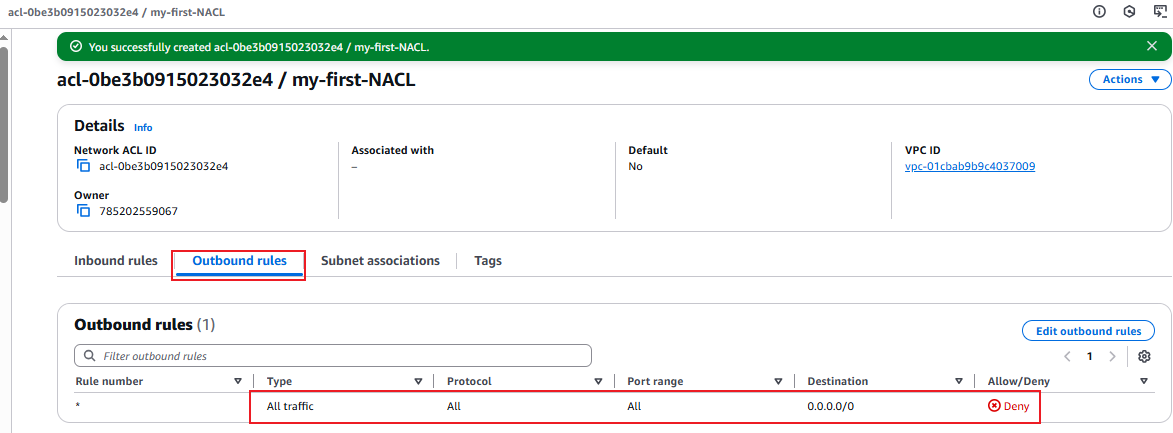 acl-0be3b0915023032e4 / my-first-NACL
You successfully created acl-0be3b0915023032e4 / my-first-NACL.
acl-0be3b0915023032e4 / my-first-NACL
Actions
Details Info
Network ACL ID Associated with Default VPC ID
acl-0be3b0915023032e4 – No vpc-01cbab9b9c4037009
Owner
785202559067
Inbound rules Outbound rules Subnet associations Tags
Outbound rules (1)
Edit outbound rules
Filter outbound rules
1
Rule number Type Protocol Port range Destination Allow/Deny
* All traffic All All 0.0.0.0/0 Deny